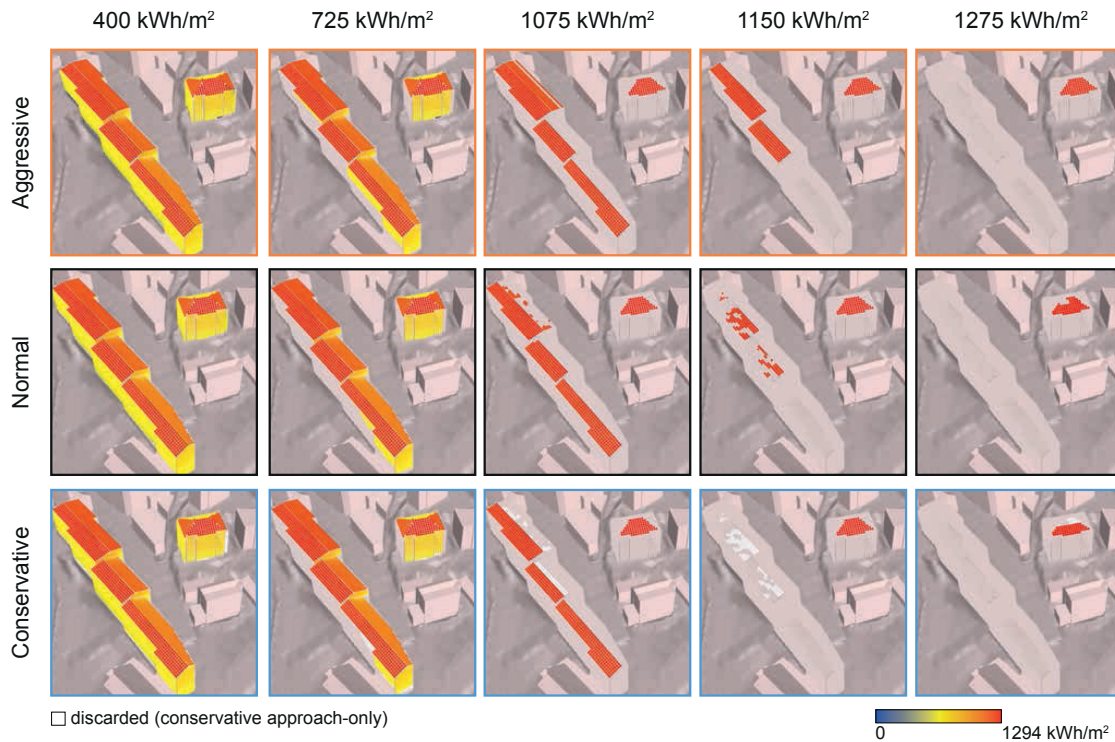 400 kWh/m² 725 kWh/m² 1075 kWh/m² 1150 kWh/m² 1275 kWh/m²
Aggressive
Normal
Conservative
discarded (conservative approach-only)
0 1294 kWh/m²